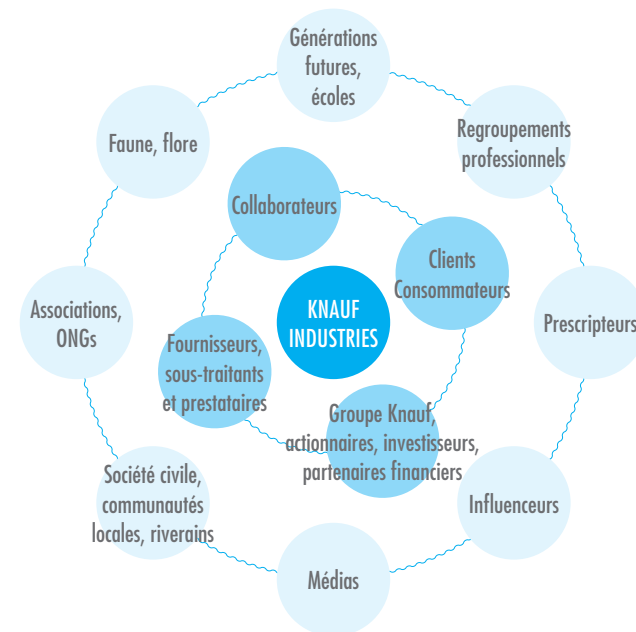 Générations
futures,
écoles
Regroupements
professionnels
Faune, flore
Collaborateurs
Clients
Consommateurs
KNAUF
INDUSTRIES
Associations,
ONGs
Prescripteurs
Fournisseurs,
sous-traitants
et prestataires
Groupe Knauf,
actionnaires, investisseurs,
partenaires financiers
Société civile,
communautés
locales, riverains
Influenceurs
Médias